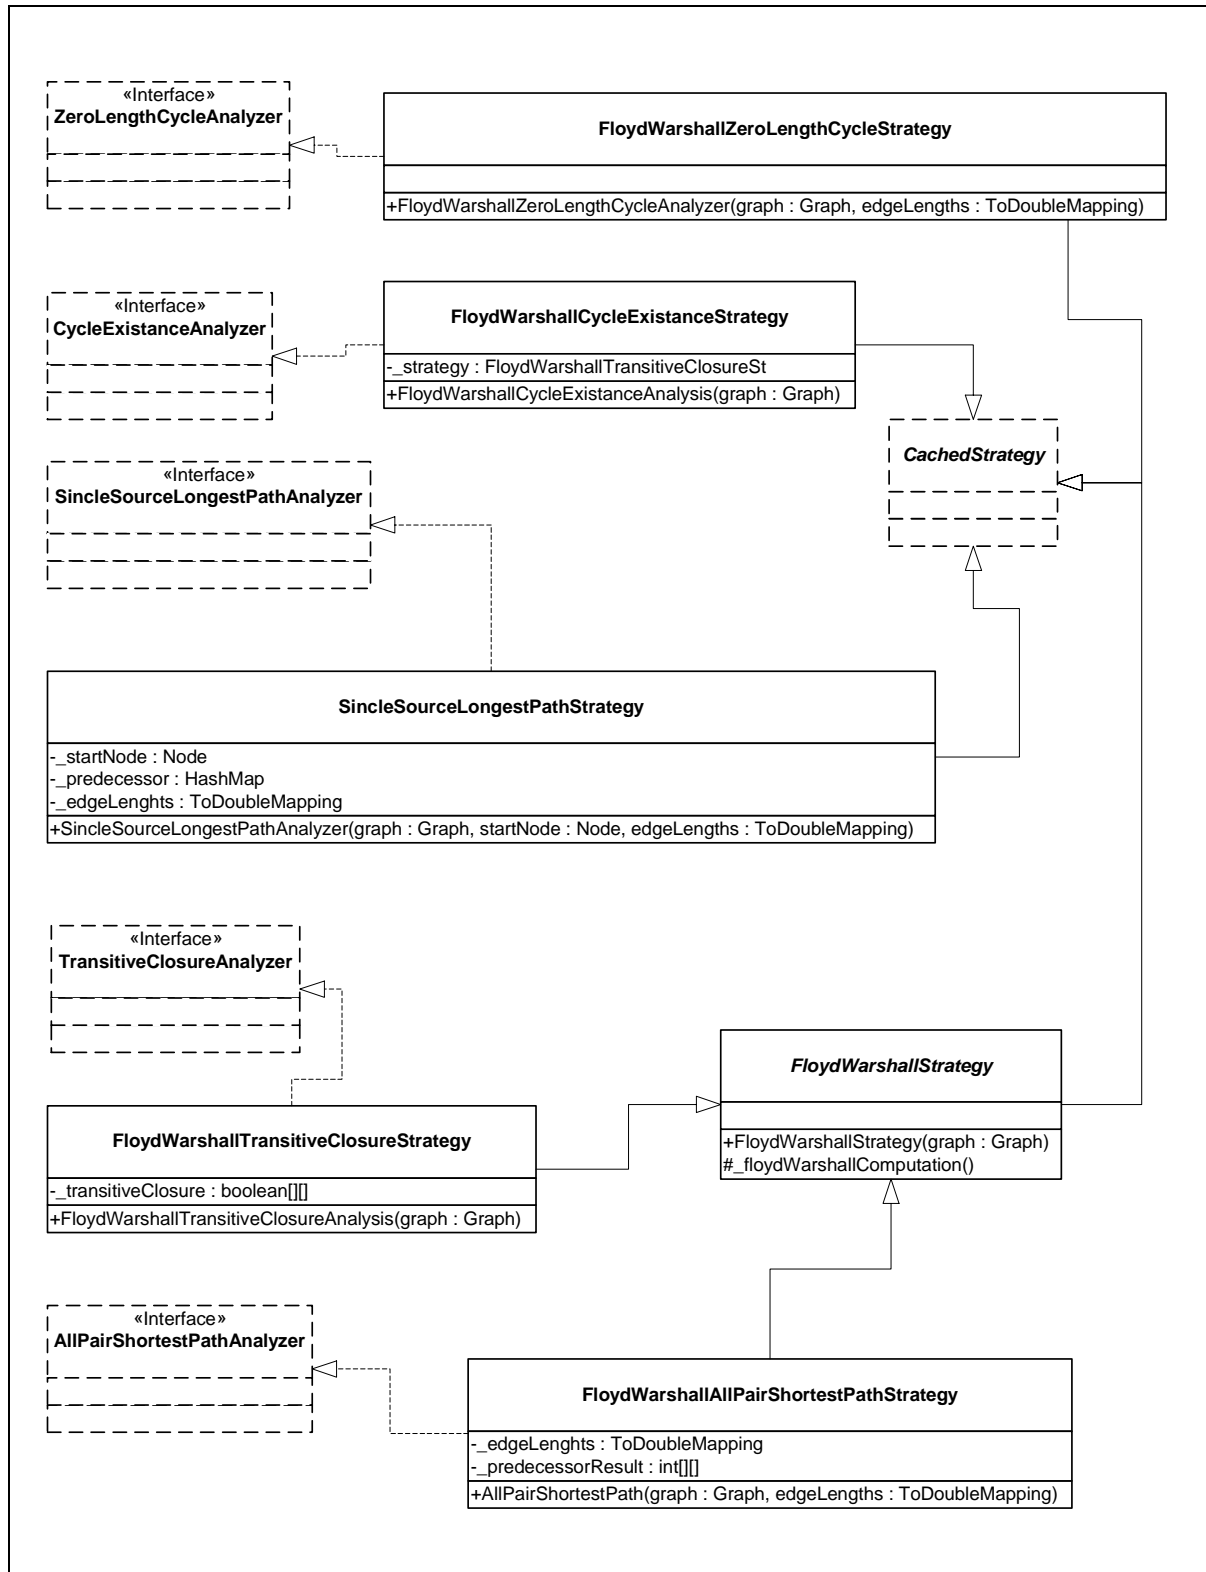 «Interface»
ZeroLengthCycleAnalyzer
FloydWarshallZeroLengthCycleStrategy
+FloydWarshallZeroLengthCycleAnalyzer(graph : Graph, edgeLengths : ToDoubleMapping)
«Interface»
CycleExistanceAnalyzer
FloydWarshallCycleExistanceStrategy
-_strategy : FloydWarshallTransitiveClosureSt
+FloydWarshallCycleExistanceAnalysis(graph : Graph)
CachedStrategy
«Interface»
SincleSourceLongestPathAnalyzer
SincleSourceLongestPathStrategy
-_startNode : Node
-_predecessor : HashMap
-_edgeLenghts : ToDoubleMapping
+SincleSourceLongestPathAnalyzer(graph : Graph, startNode : Node, edgeLengths : ToDoubleMapping)
«Interface»
TransitiveClosureAnalyzer
FloydWarshallStrategy
+FloydWarshallStrategy(graph : Graph)
#_floydWarshallComputation()
FloydWarshallTransitiveClosureStrategy
-_transitiveClosure : boolean[][]
+FloydWarshallTransitiveClosureAnalysis(graph : Graph)
«Interface»
AllPairShortestPathAnalyzer
FloydWarshallAllPairShortestPathStrategy
-_edgeLenghts : ToDoubleMapping
-_predecessorResult : int[][]
+AllPairShortestPath(graph : Graph, edgeLengths : ToDoubleMapping)